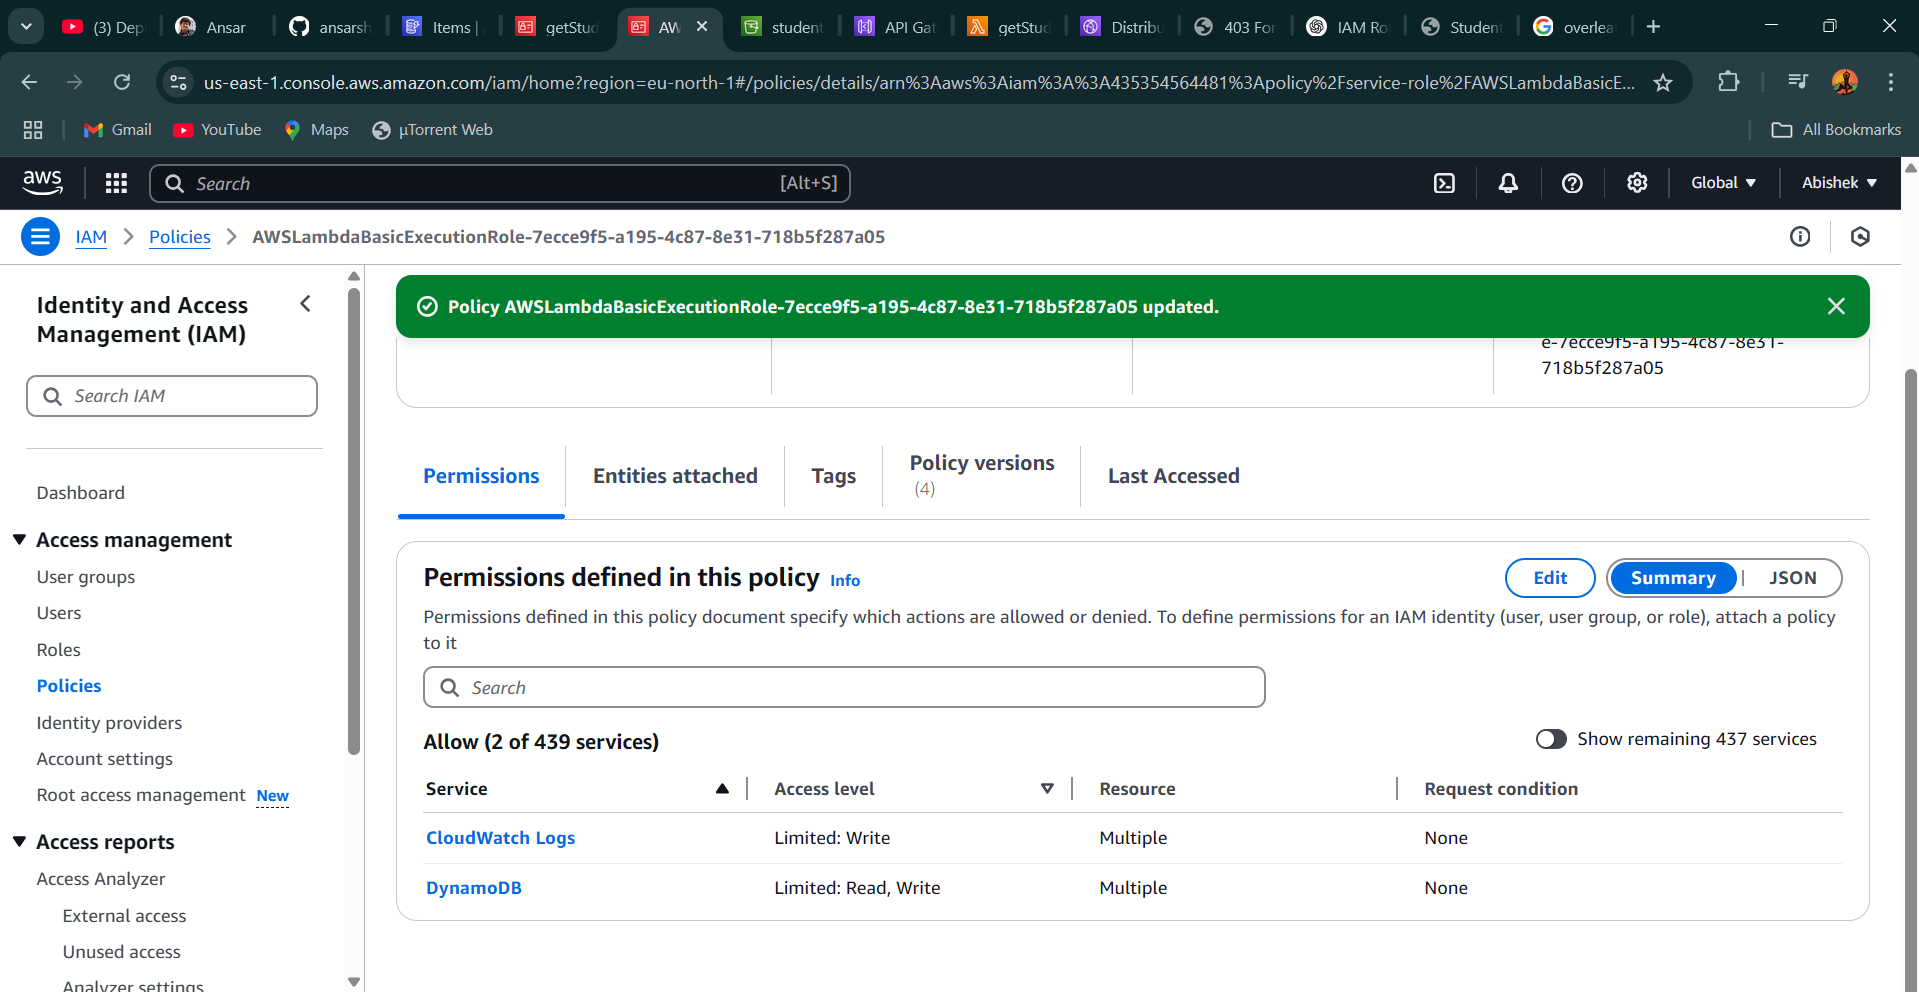 (3) Dep
Ansar
ansarsh
Items |
getStud
AW
student
API Gat
getStud
Distribu
403 For
IAM Ro
Student
overlea
us-east-1.console.aws.amazon.com/iam/home?region=eu-north-1#/policies/details/arn%3Aaws%3Aiam%3A%3A435354564481%3Apolicy%2Fservice-role%2FAWSLambdaBasicE...
Gmail
YouTube
Maps
µTorrent Web
All Bookmarks
aws
Search
[Alt+S]
Global
Abishek
IAM
Policies
AWSLambdaBasicExecutionRole-7ecce9f5-a195-4c87-8e31-718b5f287a05
Identity and Access
Management (IAM)
Search IAM
Dashboard
Access management
User groups
Users
Roles
Policies
Identity providers
Account settings
Root access management New
Access reports
Access Analyzer
External access
Unused access
Analyzer settings
Policy AWSLambdaBasicExecutionRole-7ecce9f5-a195-4c87-8e31-718b5f287a05 updated.
e-7ecce9f5-a195-4c87-8e31-
718b5f287a05
Permissions
Entities attached
Tags
Policy versions
(4)
Last Accessed
Permissions defined in this policy Info
Edit
Summary
JSON
Permissions defined in this policy document specify which actions are allowed or denied. To define permissions for an IAM identity (user, user group, or role), attach a policy
to it
Search
Allow (2 of 439 services)
Show remaining 437 services
Service
Access level
Resource
Request condition
CloudWatch Logs
Limited: Write
Multiple
None
DynamoDB
Limited: Read, Write
Multiple
None